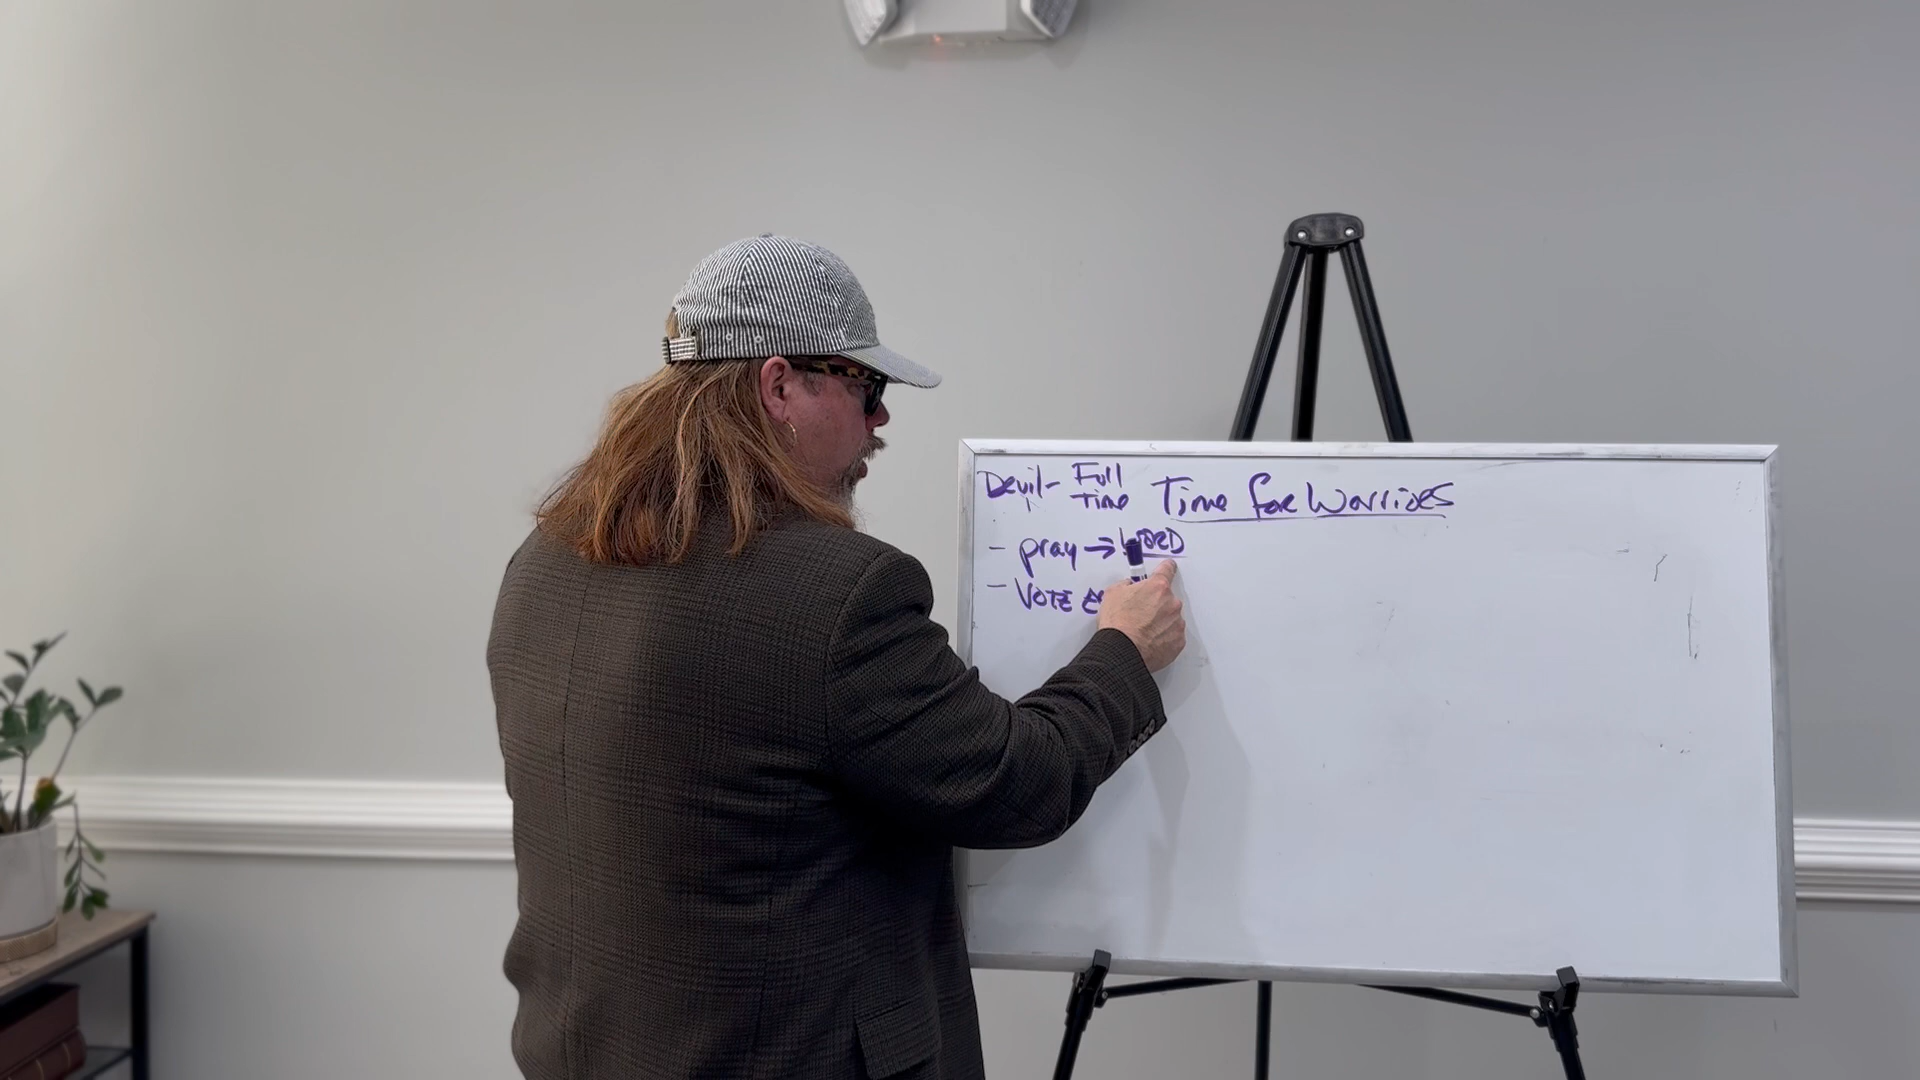 Devil- Full Time
Time for Warriors
- pray → WORD
- VOTE